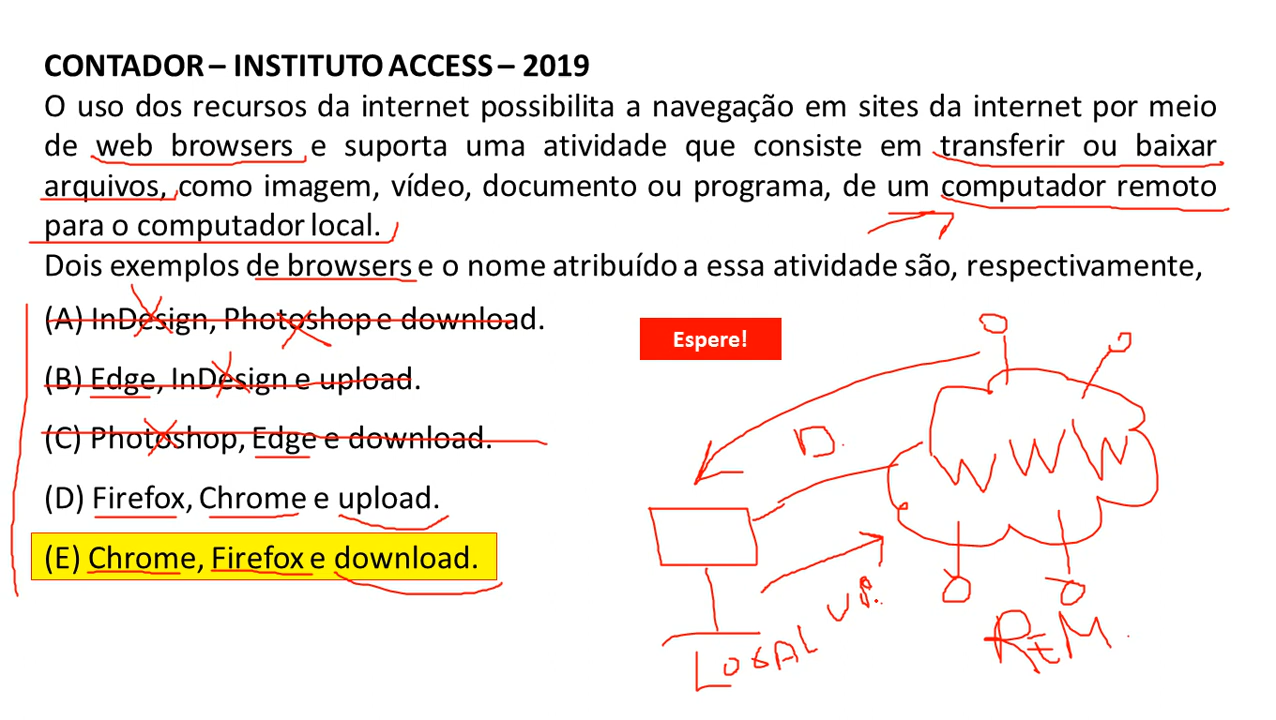 CONTADOR – INSTITUTO ACCESS – 2019
O uso dos recursos da internet possibilita a navegação em sites da internet por meio
de web browsers e suporta uma atividade que consiste em transferir ou baixar
arquivos, como imagem, vídeo, documento ou programa, de um computador remoto
para o computador local.
Dois exemplos de browsers e o nome atribuído a essa atividade são, respectivamente,
(A) InDesign, Photoshop e download.
(B) Edge, InDesign e upload.
(C) Photoshop, Edge e download.
(D) Firefox, Chrome e upload.
(E) Chrome, Firefox e download.
Espere!
D.
WWW
UP.
LOCAL
REM.